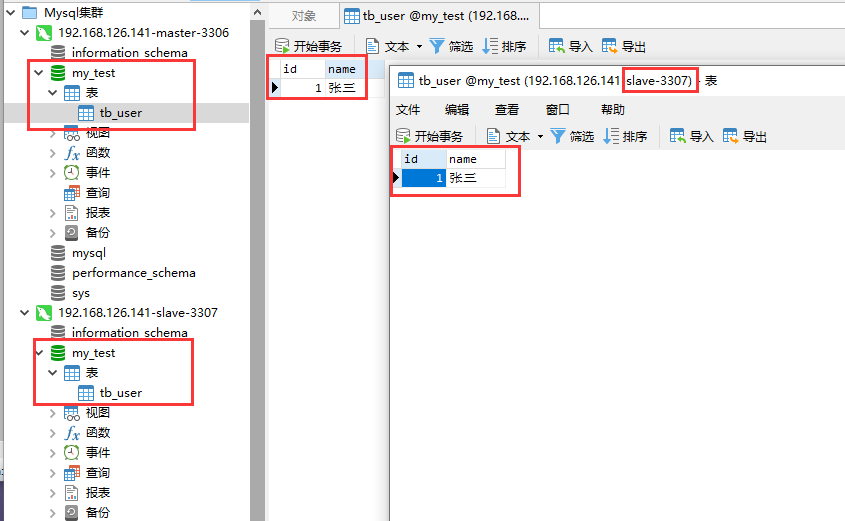 Mysql集群
192.168.126.141-master-3306
information_schema
my_test
表
tb_user
视图
函数
事件
查询
报表
备份
mysql
performance_schema
sys
192.168.126.141-slave-3307
information_schema
my_test
表
tb_user
视图
函数
事件
查询
报表
备份
对象
tb_user @my_test (192.168....
开始事务 文本 筛选 排序 导入 导出
id name
1 张三
tb_user @my_test (192.168.126.141-slave-3307) - 表
文件 编辑 查看 窗口 帮助
开始事务 文本 筛选 排序 导入 导出
id name
1 张三